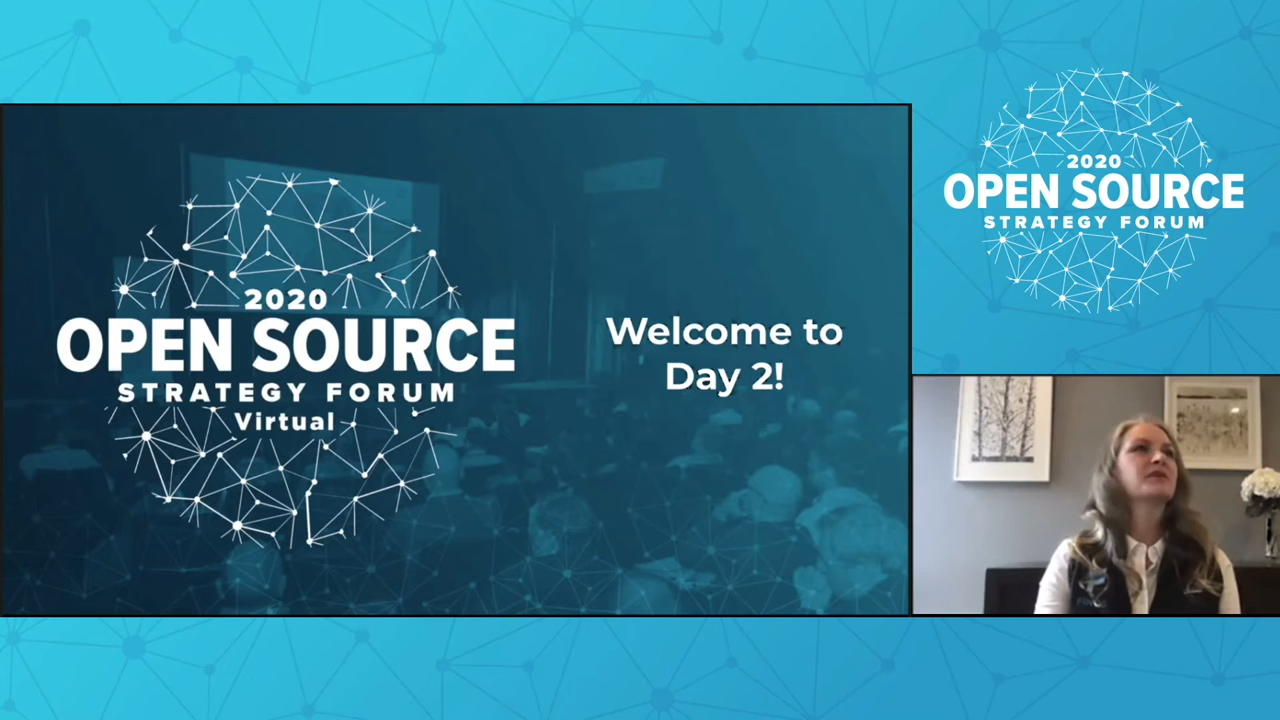 2020
OPEN SOURCE
STRATEGY FORUM
Virtual
Welcome to
Day 2!
2020
OPEN SOURCE
STRATEGY FORUM